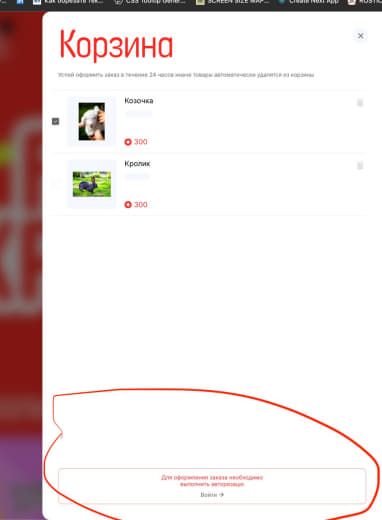 Как обрезать тек...
CSS Tooltip Gener...
SCREEN SIZE MAP...
Create Next App
Корзина
Успей оформить заказ в течение 24 часов иначе товары автоматически удалятся из корзины
Козочка
300
Кролик
300
Для оформления заказа необходимо
выполнить авторизацию
Войти →